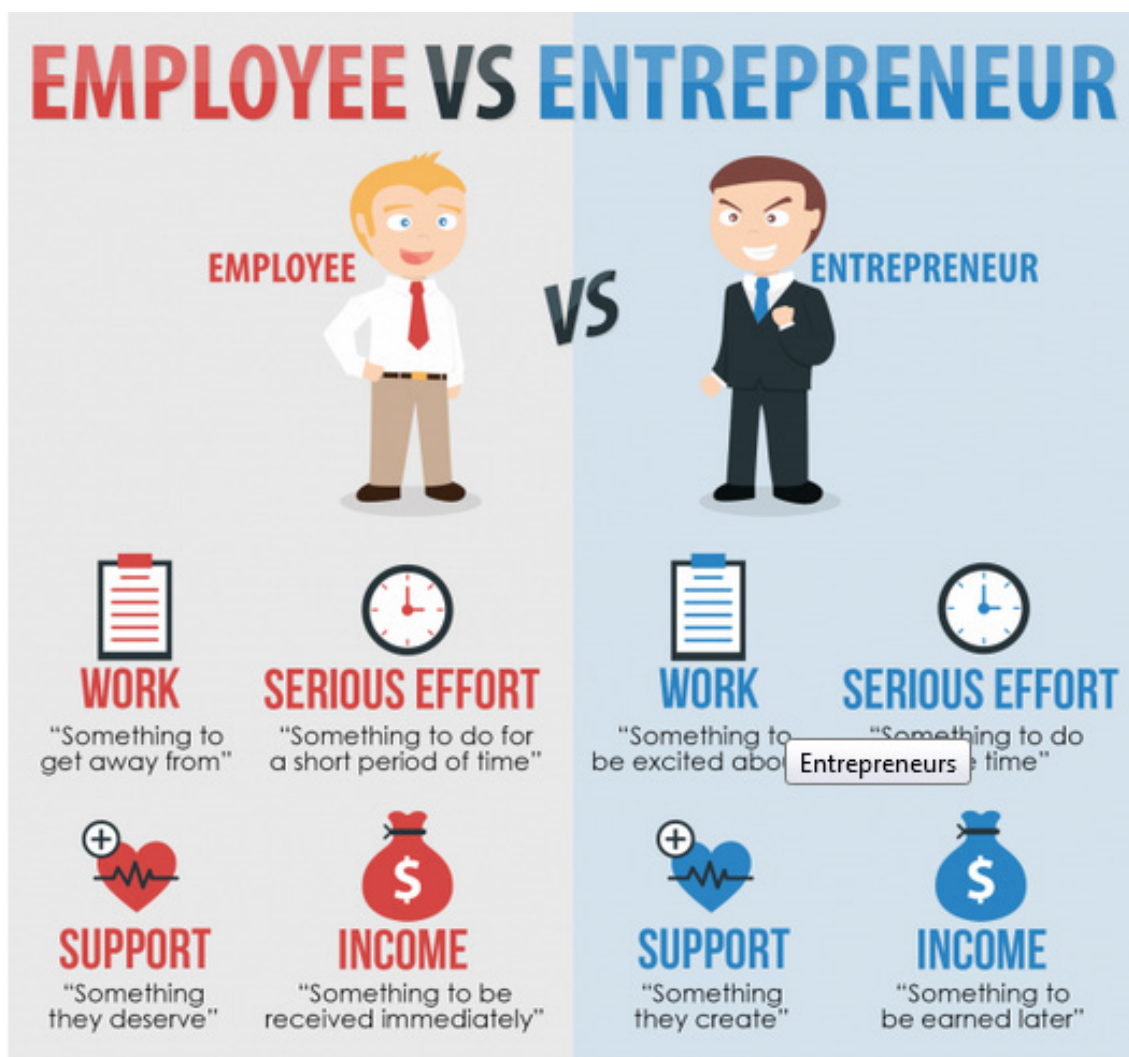 EMPLOYEE VS ENTREPRENEUR
EMPLOYEE
VS
ENTREPRENEUR
WORK
"Something to
get away from"
SERIOUS EFFORT
"Something to do for
a short period of time"
SUPPORT
"Something
they deserve"
$
INCOME
"Something to be
received immediately"
WORK
"Something to
be excited
SERIOUS EFFORT
"Something to do
time"
Entrepreneurs
SUPPORT
"Something
they create"
$
INCOME
"Something to
be earned later"